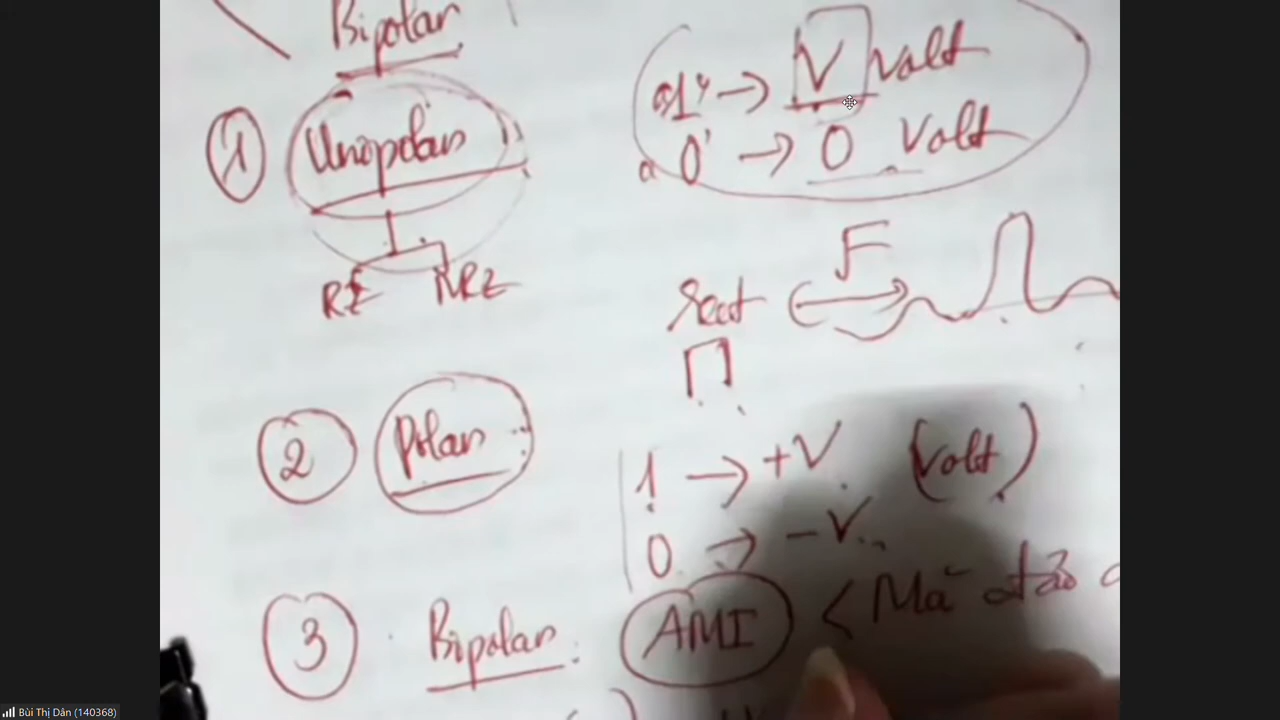 Bipolar
① Unipolar
"1" → V Volt
"0" → 0 Volt
RZ NRZ
Rect F
② Polar :
1 → +V (Volt)
0 → -V
③ Bipolar : AMI < Mã đảo
Bùi Thị Dân (140368)